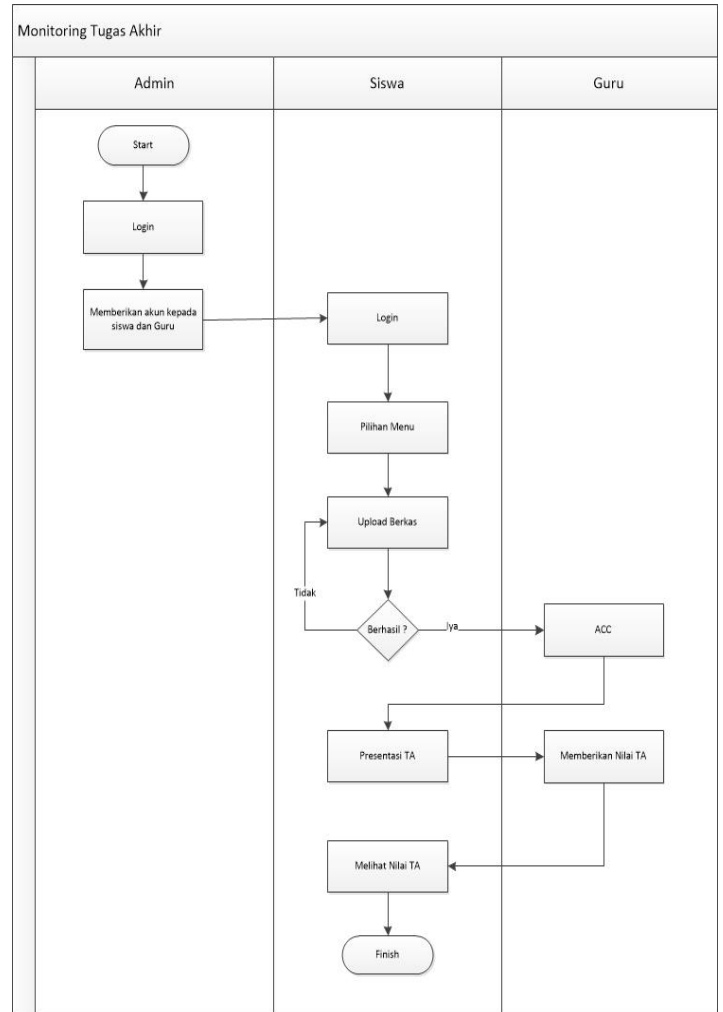 Monitoring Tugas Akhir
Admin
Siswa
Guru
Start
Login
Memberikan akun kepada
siswa dan Guru
Login
Pilihan Menu
Upload Berkas
Tidak
Berhasil ?
Iya
ACC
Presentasi TA
Memberikan Nilai TA
Melihat Nilai TA
Finish